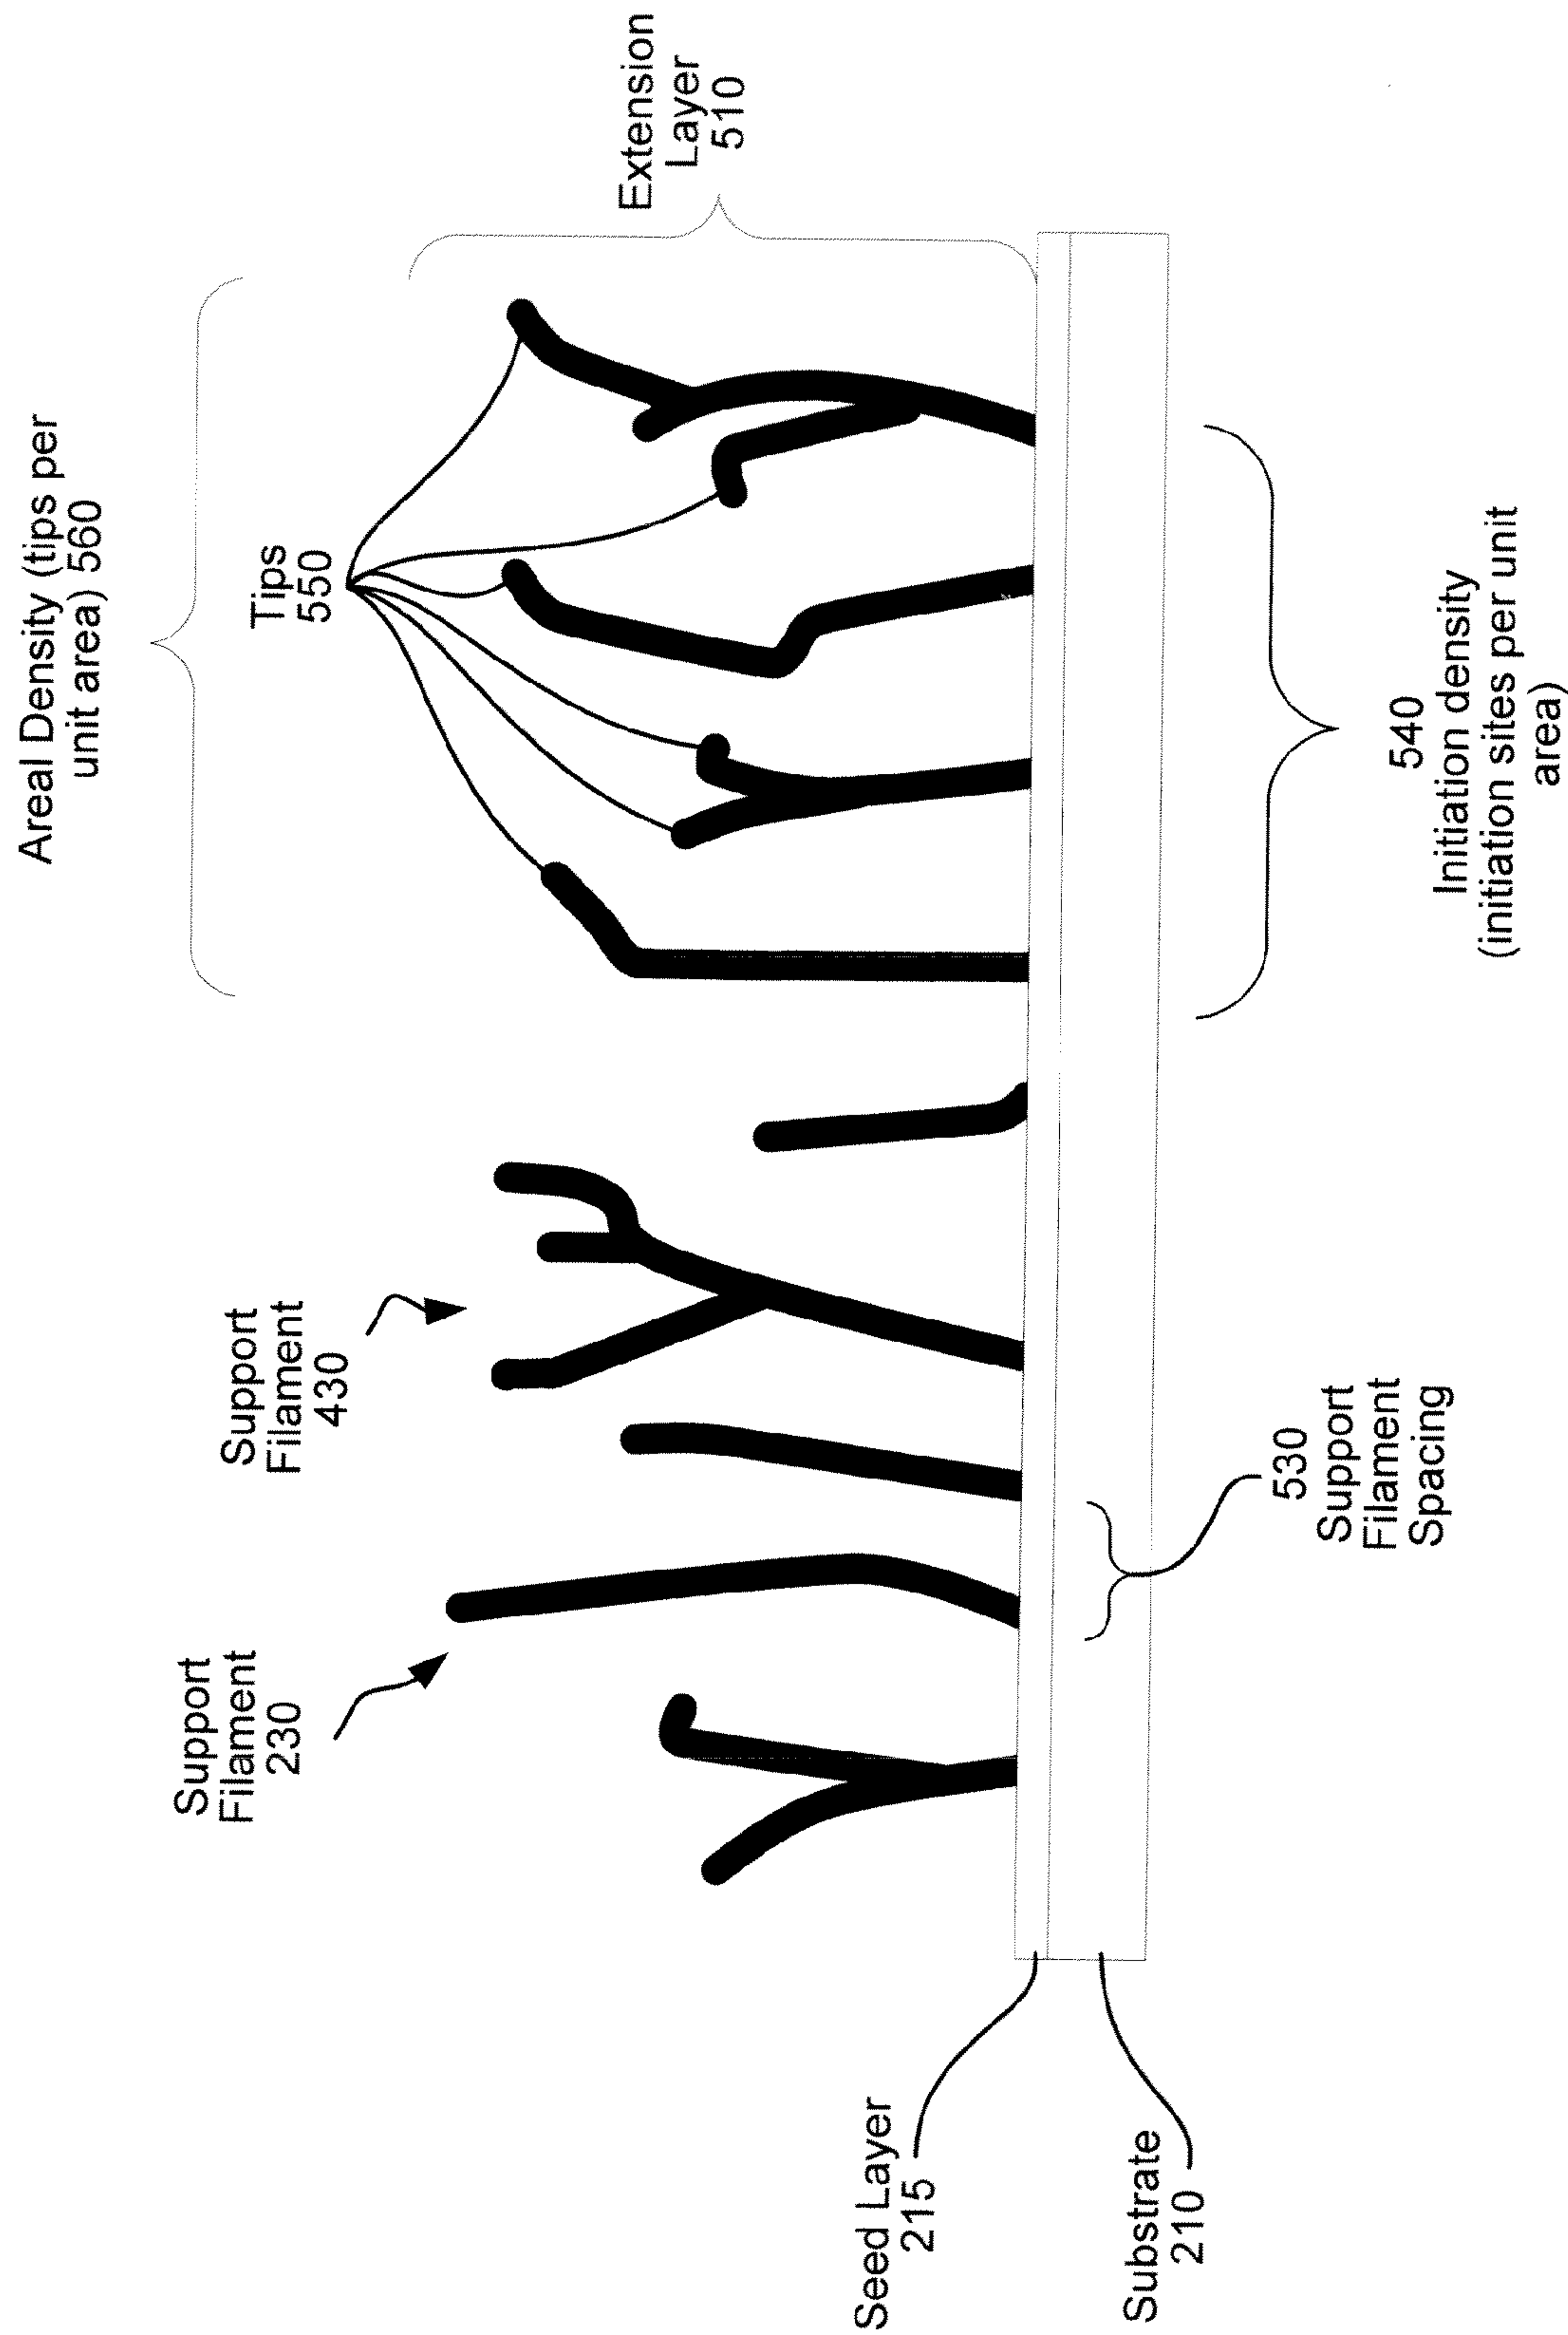 Areal Density (tips per
unit area) 560
Tips
550
Extension
Layer
510
Support
Filament
430
Support
Filament
230
Seed Layer
215
Substrate
210
530
Support
Filament
Spacing
540
Initiation density
(initiation sites per unit
area)